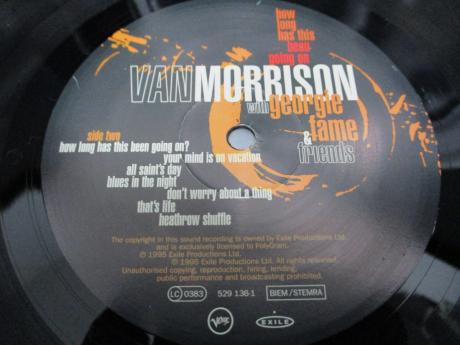 how
long
has this
been
going on
VAN MORRISON
with georgie
fame
&
friends
side two
how long has this been going on?
your mind is on vacation
all saint's day
blues in the night
don't worry about a thing
that's life
heathrow shuffle
The copyright in this sound recording is owned by Exile Productions Ltd.
and is exclusively licensed to PolyGram.
℗ 1995 Exile Productions Ltd.
© 1995 Exile Productions Ltd. All rights reserved.
Unauthorised copying, reproduction, hiring, lending,
public performance and broadcasting prohibited.
LC 0383 529 136-1 BIEM/STEMRA
Verve EXILE